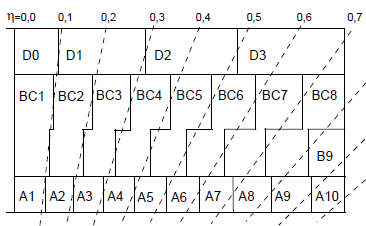 η=0,0 0,1 0,2 0,3 0,4 0,5 0,6 0,7
D0 D1 D2 D3
BC1 BC2 BC3 BC4 BC5 BC6 BC7 BC8
B9
A1 A2 A3 A4 A5 A6 A7 A8 A9 A10